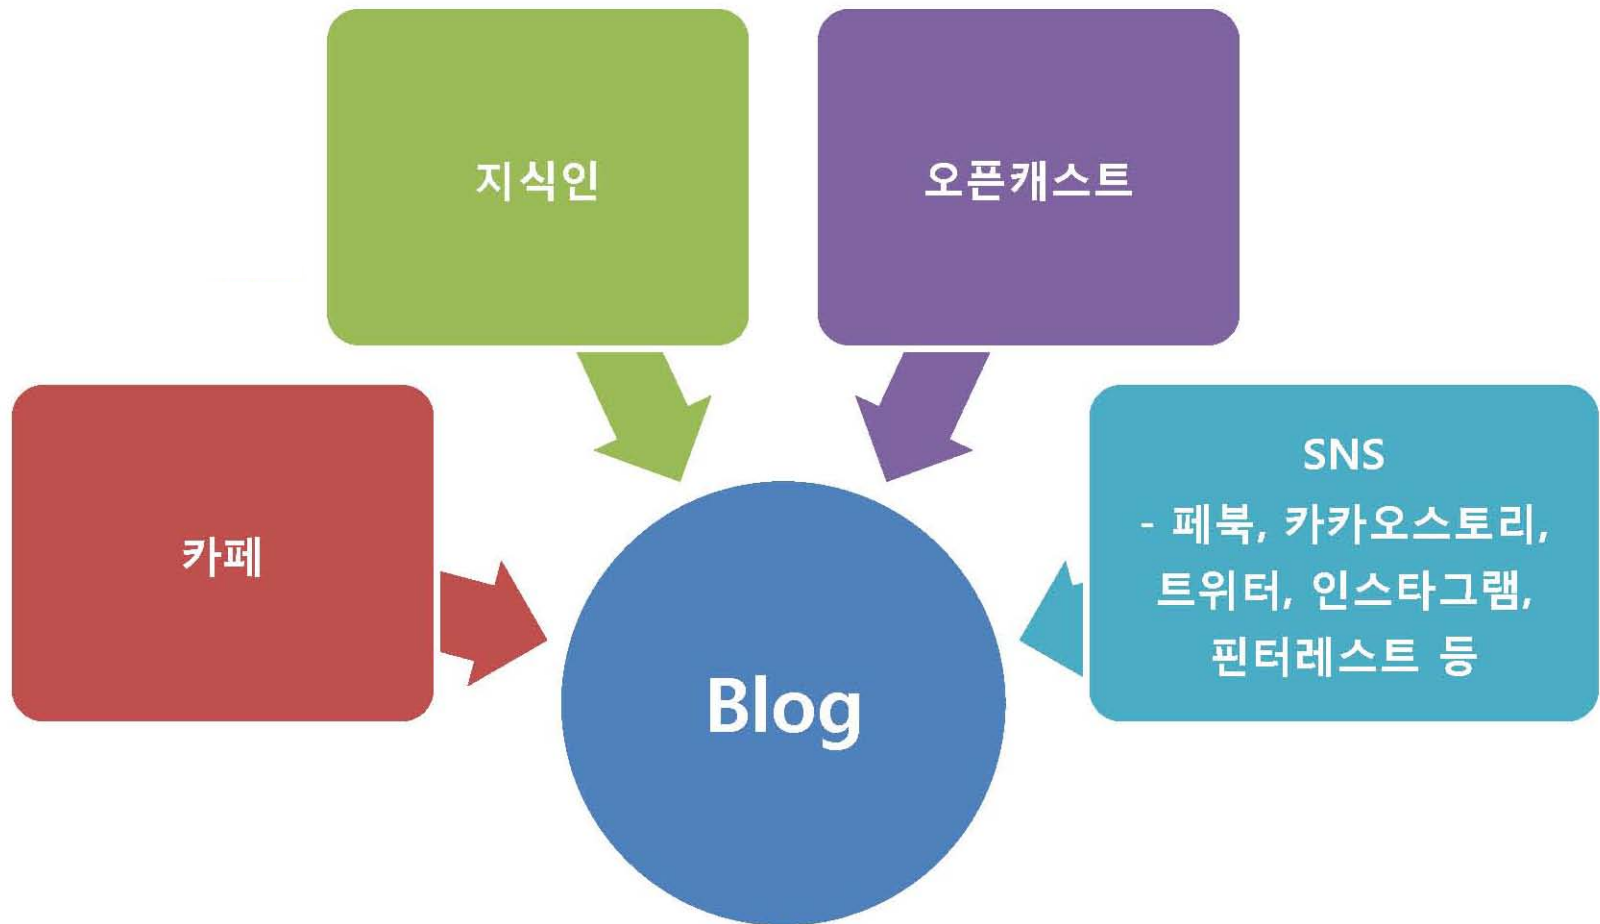 지식인
오픈캐스트
카페
SNS
- 페북, 카카오스토리,
트위터, 인스타그램,
핀터레스트 등
Blog